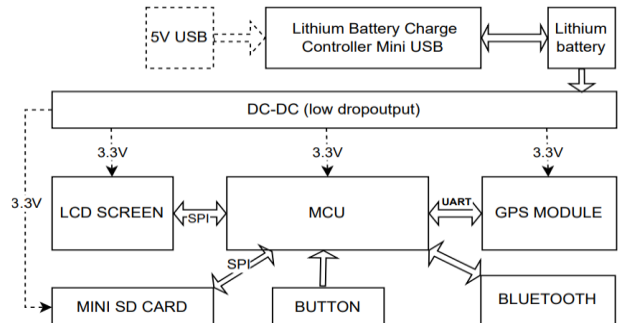 5V USB
Lithium Battery Charge
Controller Mini USB
Lithium
battery
DC-DC (low dropoutput)
3.3V
3.3V
3.3V
3.3V
LCD SCREEN
SPI
MCU
UART
GPS MODULE
SPI
MINI SD CARD
BUTTON
BLUETOOTH